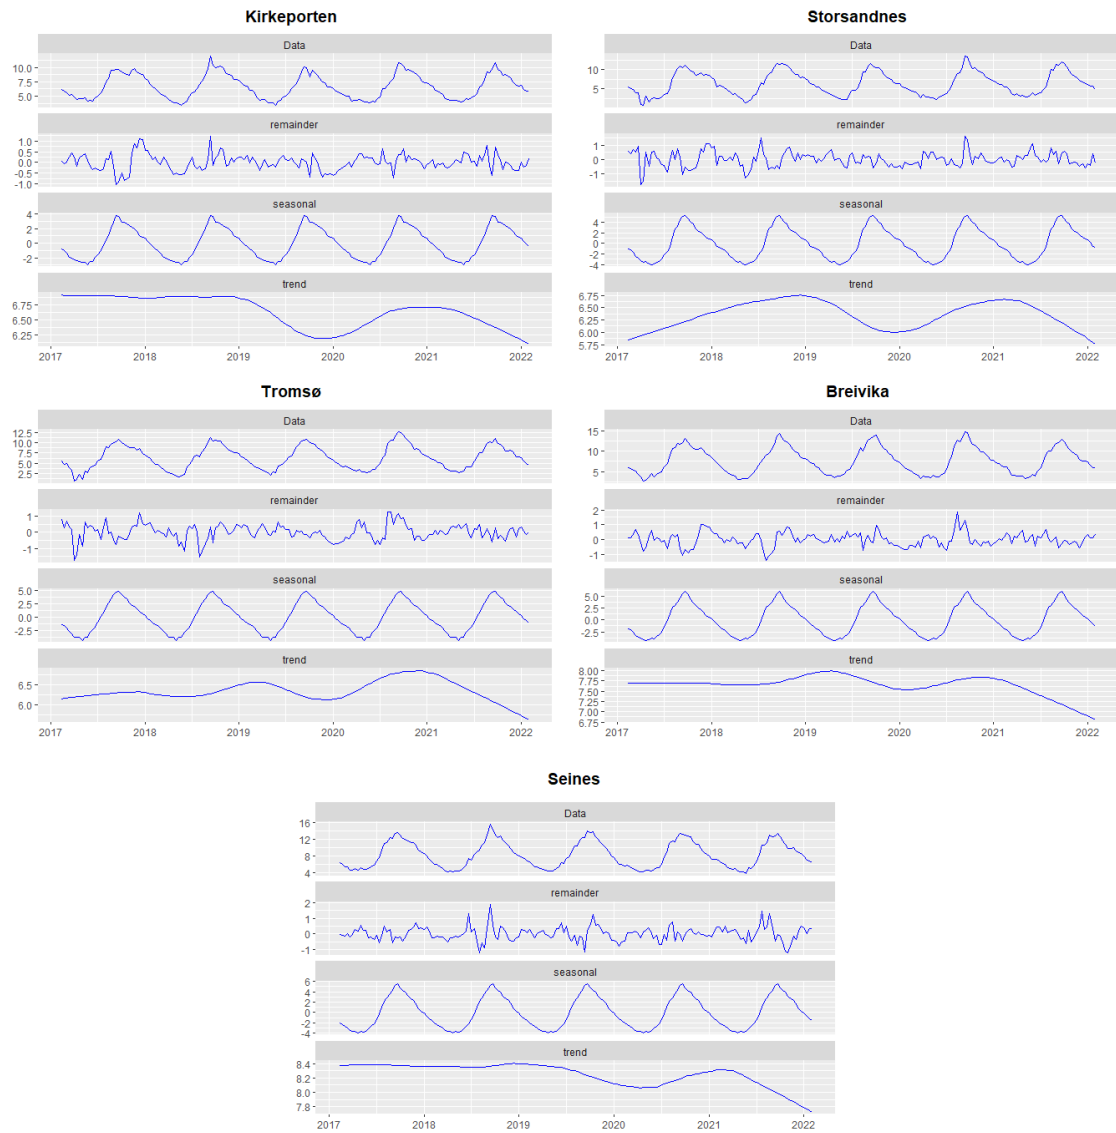 Kirkeporten
Data
10.0
7.5
5.0
remainder
1.0
0.5
0.0
-0.5
-1.0
seasonal
4
2
0
-2
trend
6.75
6.50
6.25
2017 2018 2019 2020 2021 2022
Storsandnes
Data
10
5
remainder
1
0
-1
seasonal
4
2
0
-2
-4
trend
6.75
6.50
6.25
6.00
5.75
2017 2018 2019 2020 2021 2022
Tromsø
Data
12.5
10.0
7.5
5.0
2.5
remainder
1
0
-1
seasonal
5.0
2.5
0.0
-2.5
trend
6.5
6.0
2017 2018 2019 2020 2021 2022
Breivika
Data
15
10
5
remainder
2
1
0
-1
seasonal
5.0
2.5
0.0
-2.5
trend
8.00
7.75
7.50
7.25
7.00
6.75
2017 2018 2019 2020 2021 2022
Seines
Data
16
12
8
4
remainder
2
1
0
-1
seasonal
6
4
2
0
-2
-4
trend
8.4
8.2
8.0
7.8
2017 2018 2019 2020 2021 2022